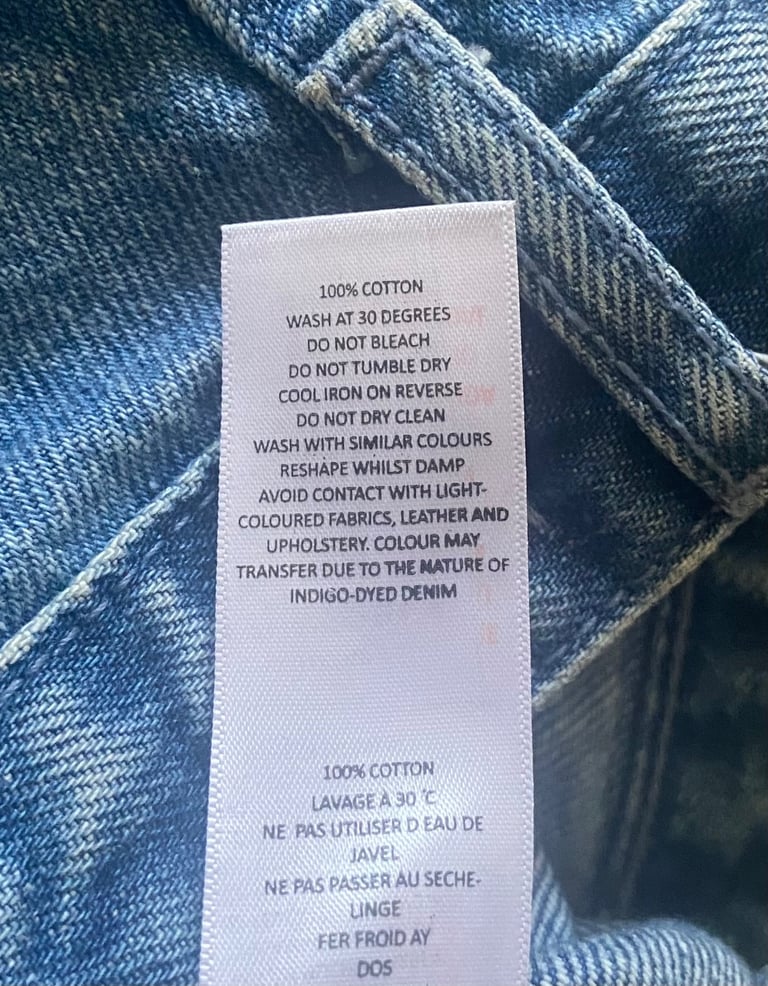 100% COTTON
WASH AT 30 DEGREES
DO NOT BLEACH
DO NOT TUMBLE DRY
COOL IRON ON REVERSE
DO NOT DRY CLEAN
WASH WITH SIMILAR COLOURS
RESHAPE WHILST DAMP
AVOID CONTACT WITH LIGHT-
COLOURED FABRICS, LEATHER AND
UPHOLSTERY. COLOUR MAY
TRANSFER DUE TO THE NATURE OF
INDIGO-DYED DENIM
100% COTTON
LAVAGE A 30 °C
NE PAS UTILISER D EAU DE
JAVEL
NE PAS PASSER AU SECHE-
LINGE
FER FROID AY
DOS